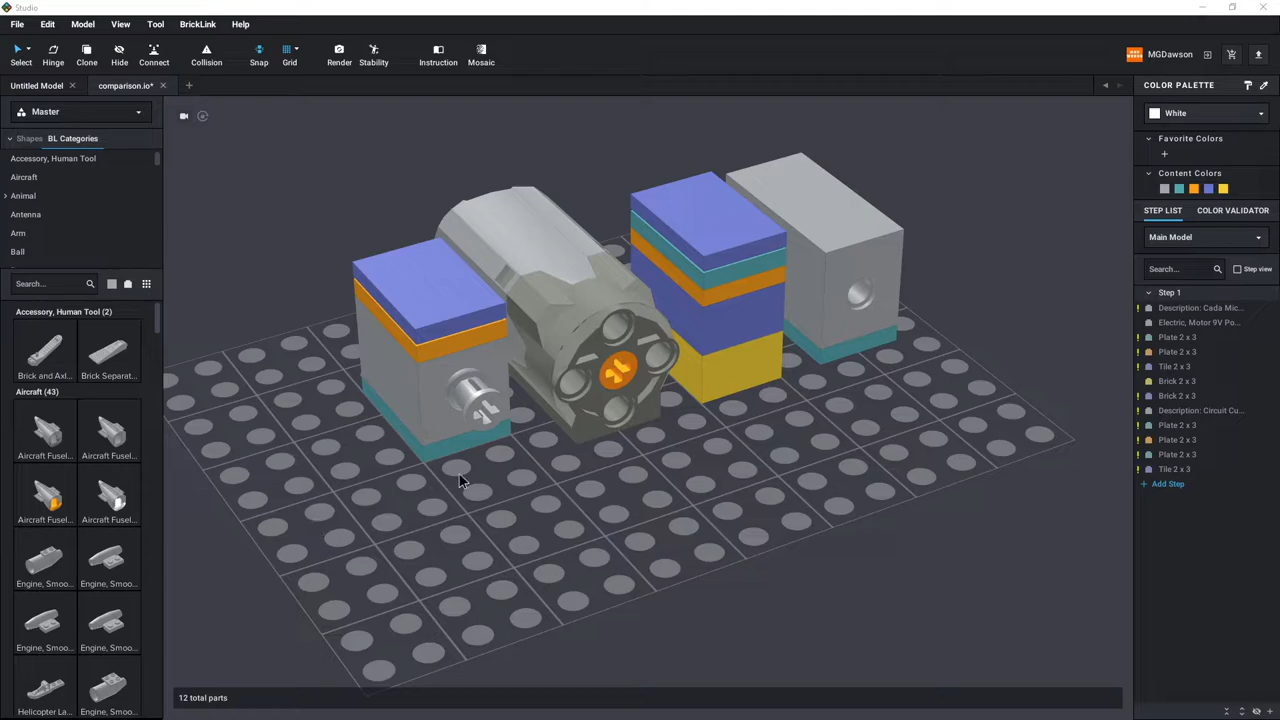 Studio
File Edit Model View Tool BrickLink Help
Select Hinge Clone Hide Connect Collision Snap Grid Render Stability Instruction Mosaic
MGDawson
Untitled Model comparison.io*
Master
Shapes BL Categories
Accessory, Human Tool
Aircraft
Animal
Antenna
Arm
Ball
Search...
Accessory, Human Tool (2)
Brick and Axl... Brick Separat...
Aircraft (43)
Aircraft Fusel... Aircraft Fusel...
Aircraft Fusel... Aircraft Fusel...
Engine, Smoo... Engine, Smoo...
Engine, Smoo... Engine, Smoo...
Helicopter La... Engine, Smoo...
12 total parts
COLOR PALETTE
White
Favorite Colors
Content Colors
STEP LIST COLOR VALIDATOR
Main Model
Search... Step view
Step 1
Description: Cada Mic...
Electric, Motor 9V Po...
Plate 2 x 3
Plate 2 x 3
Tile 2 x 3
Brick 2 x 3
Brick 2 x 3
Description: Circuit Cu...
Plate 2 x 3
Plate 2 x 3
Plate 2 x 3
Tile 2 x 3
+ Add Step